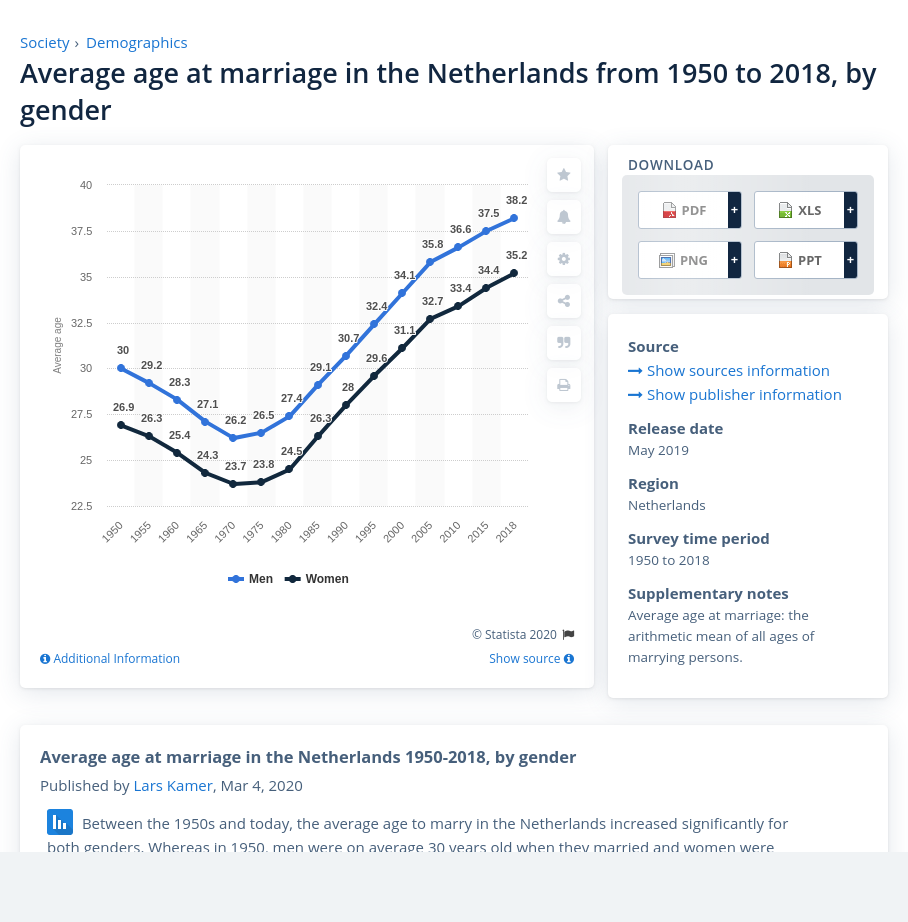 Society › Demographics
Average age at marriage in the Netherlands from 1950 to 2018, by
gender
40
37.5
35
32.5
30
27.5
25
22.5
Average age
30
29.2
28.3
27.1
26.2
26.5
27.4
29.1
30.7
32.4
34.1
35.8
36.6
37.5
38.2
26.9
26.3
25.4
24.3
23.7
23.8
24.5
26.3
28
29.6
31.1
32.7
33.4
34.4
35.2
1950
1955
1960
1965
1970
1975
1980
1985
1990
1995
2000
2005
2010
2015
2018
Men Women
© Statista 2020
Additional Information
Show source
DOWNLOAD
PDF +
XLS +
PNG +
PPT +
Source
Show sources information
Show publisher information
Release date
May 2019
Region
Netherlands
Survey time period
1950 to 2018
Supplementary notes
Average age at marriage: the
arithmetic mean of all ages of
marrying persons.
Average age at marriage in the Netherlands 1950-2018, by gender
Published by Lars Kamer, Mar 4, 2020
Between the 1950s and today, the average age to marry in the Netherlands increased significantly for
both genders. Whereas in 1950, men were on average 30 years old when they married and women were